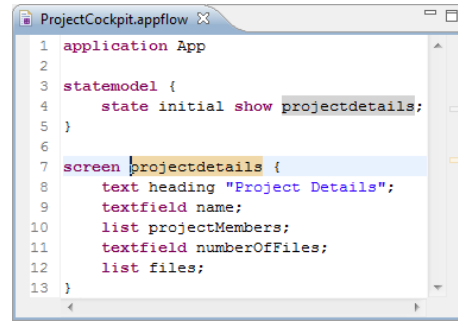 ProjectCockpit.appflow
1 application App
2
3 statemodel {
4     state initial show projectdetails;
5 }
6
7 screen projectdetails {
8     text heading "Project Details";
9     textfield name;
10     list projectMembers;
11     textfield numberOfFiles;
12     list files;
13 }